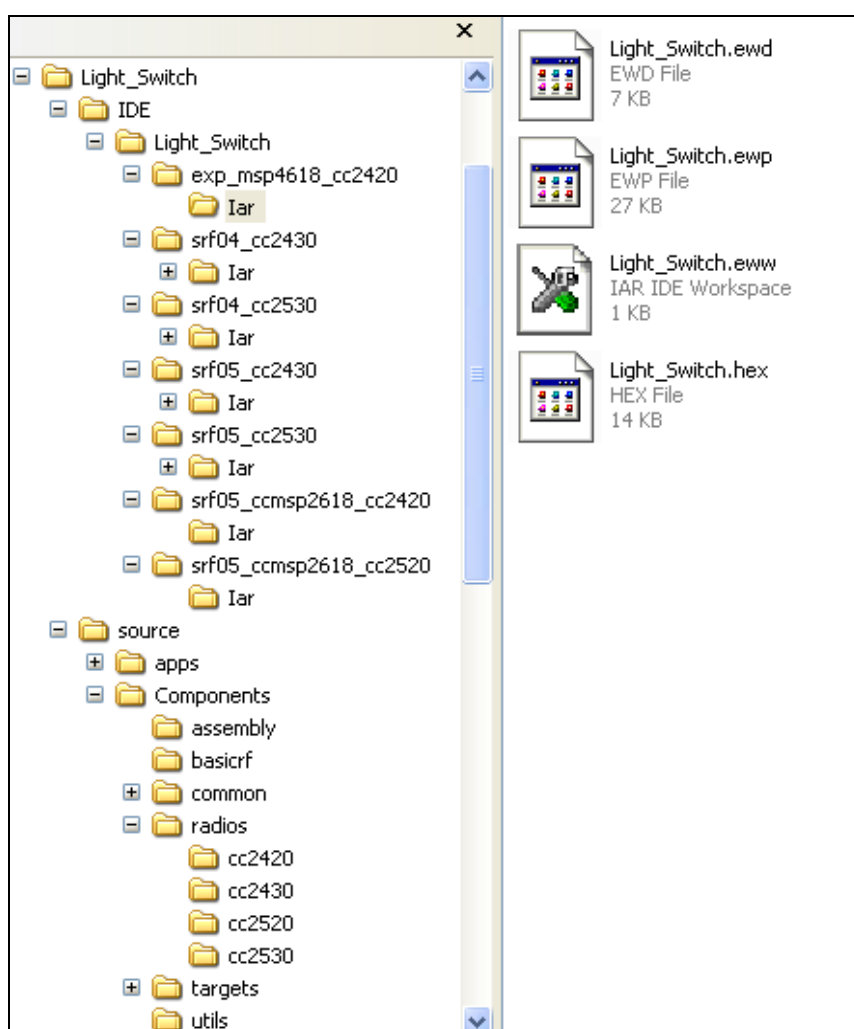 Light_Switch
IDE
Light_Switch
exp_msp4618_cc2420
Iar
srf04_cc2430
Iar
srf04_cc2530
Iar
srf05_cc2430
Iar
srf05_cc2530
Iar
srf05_ccmsp2618_cc2420
Iar
srf05_ccmsp2618_cc2520
Iar
source
apps
Components
assembly
basicrf
common
radios
cc2420
cc2430
cc2520
cc2530
targets
utils
Light_Switch.ewd
EWD File
7 KB
Light_Switch.ewp
EWP File
27 KB
Light_Switch.eww
IAR IDE Workspace
1 KB
Light_Switch.hex
HEX File
14 KB